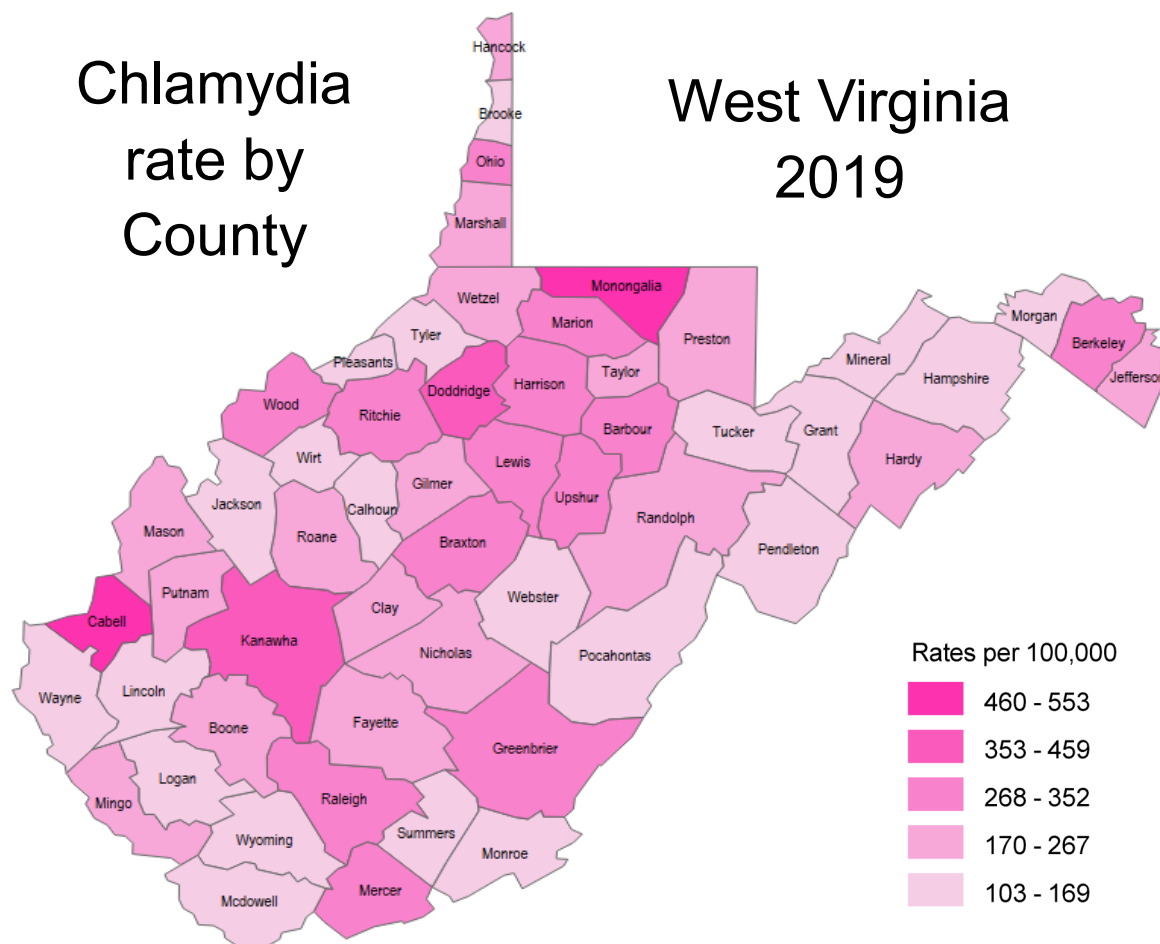 Chlamydia
rate by
County
West Virginia
2019
Hancock
Brooke
Ohio
Marshall
Wetzel
Monongalia
Marion
Preston
Tyler
Pleasants
Doddridge
Harrison
Taylor
Wood
Ritchie
Barbour
Tucker
Mineral
Grant
Hampshire
Morgan
Berkeley
Jefferson
Hardy
Wirt
Lewis
Upshur
Gilmer
Calhoun
Jackson
Roane
Mason
Braxton
Randolph
Pendleton
Putnam
Clay
Webster
Cabell
Kanawha
Nicholas
Pocahontas
Wayne
Lincoln
Boone
Fayette
Greenbrier
Logan
Mingo
Raleigh
Wyoming
Summers
Monroe
Mcdowell
Mercer
Rates per 100,000
460 - 553
353 - 459
268 - 352
170 - 267
103 - 169